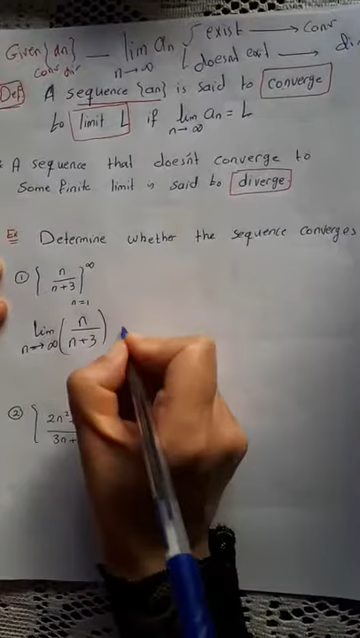 Given {an} — lim an { exist → conv
conv div n→∞ { doesnt exist →
Def A sequence {an} is said to converge
to limit L if lim an = L
n→∞
A sequence that doesn't converge to
some finite limit is said to diverge.
Ex Determine whether the sequence converges
① { n/n+3 }∞ n=1
lim n→∞ ( n/n+3 )
② { 2n²
3n